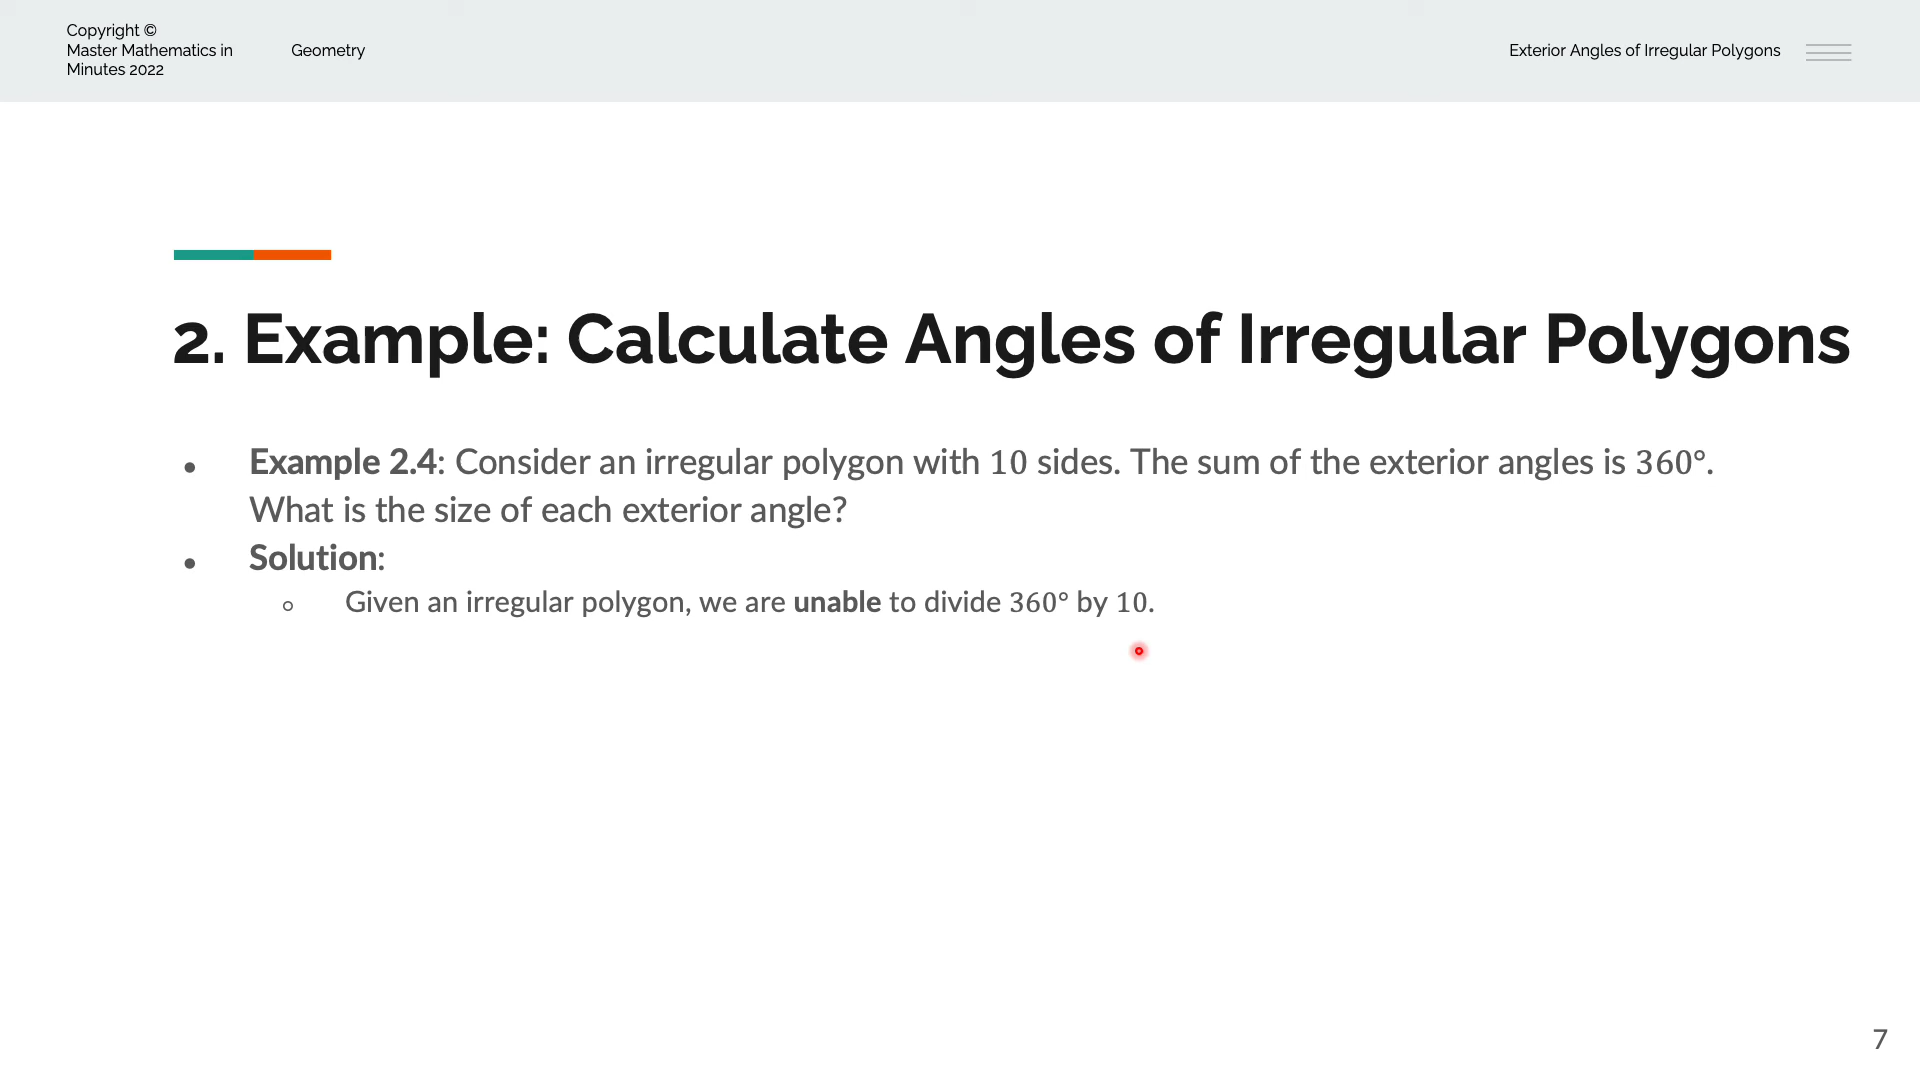 Copyright ©
Master Mathematics in
Minutes 2022
Geometry
Exterior Angles of Irregular Polygons
2. Example: Calculate Angles of Irregular Polygons
● Example 2.4: Consider an irregular polygon with 10 sides. The sum of the exterior angles is 360°.
What is the size of each exterior angle?
● Solution:
○ Given an irregular polygon, we are unable to divide 360° by 10.
7